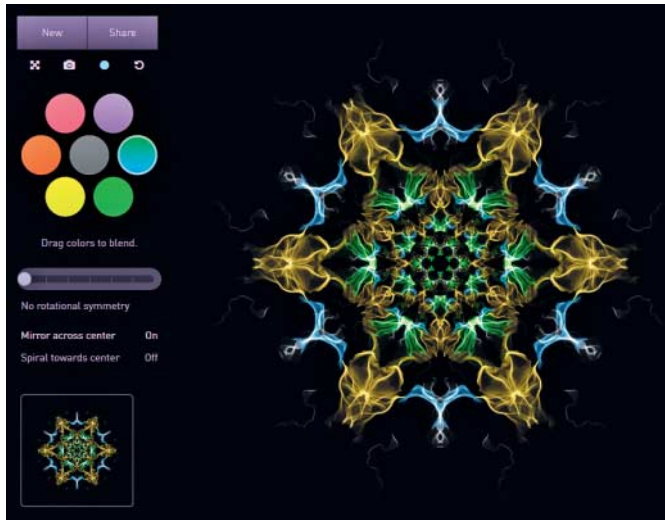 New Share
Drag colors to blend.
No rotational symmetry
Mirror across center On
Spiral towards center Off